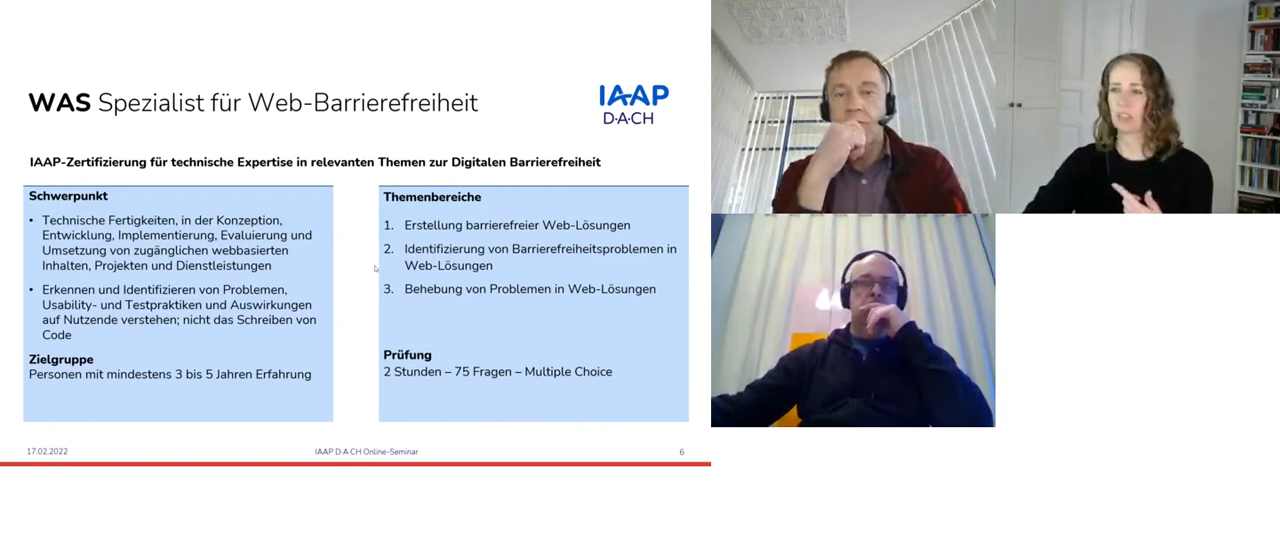 WAS Spezialist für Web-Barrierefreiheit
IAAP
D·A·CH
IAAP-Zertifizierung für technische Expertise in relevanten Themen zur Digitalen Barrierefreiheit
Schwerpunkt
• Technische Fertigkeiten, in der Konzeption,
Entwicklung, Implementierung, Evaluierung und
Umsetzung von zugänglichen webbasierten
Inhalten, Projekten und Dienstleistungen
• Erkennen und Identifizieren von Problemen,
Usability- und Testpraktiken und Auswirkungen
auf Nutzende verstehen; nicht das Schreiben von
Code
Zielgruppe
Personen mit mindestens 3 bis 5 Jahren Erfahrung
Themenbereiche
1. Erstellung barrierefreier Web-Lösungen
2. Identifizierung von Barrierefreiheitsproblemen in
Web-Lösungen
3. Behebung von Problemen in Web-Lösungen
Prüfung
2 Stunden – 75 Fragen – Multiple Choice
17.02.2022
IAAP D·A·CH Online-Seminar
6